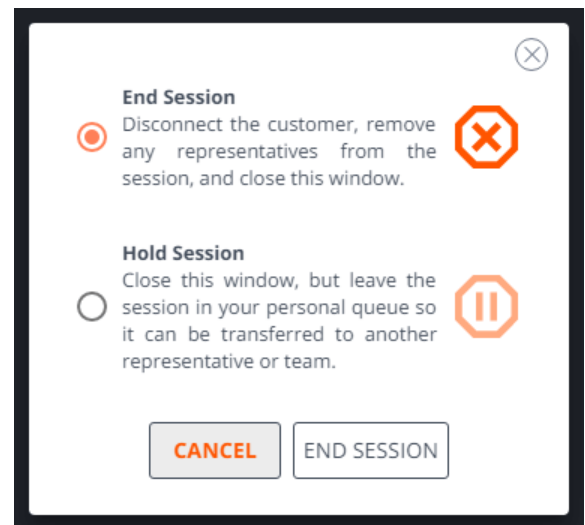 End Session
Disconnect the customer, remove
any representatives from the
session, and close this window.
Hold Session
Close this window, but leave the
session in your personal queue so
it can be transferred to another
representative or team.
CANCEL
END SESSION